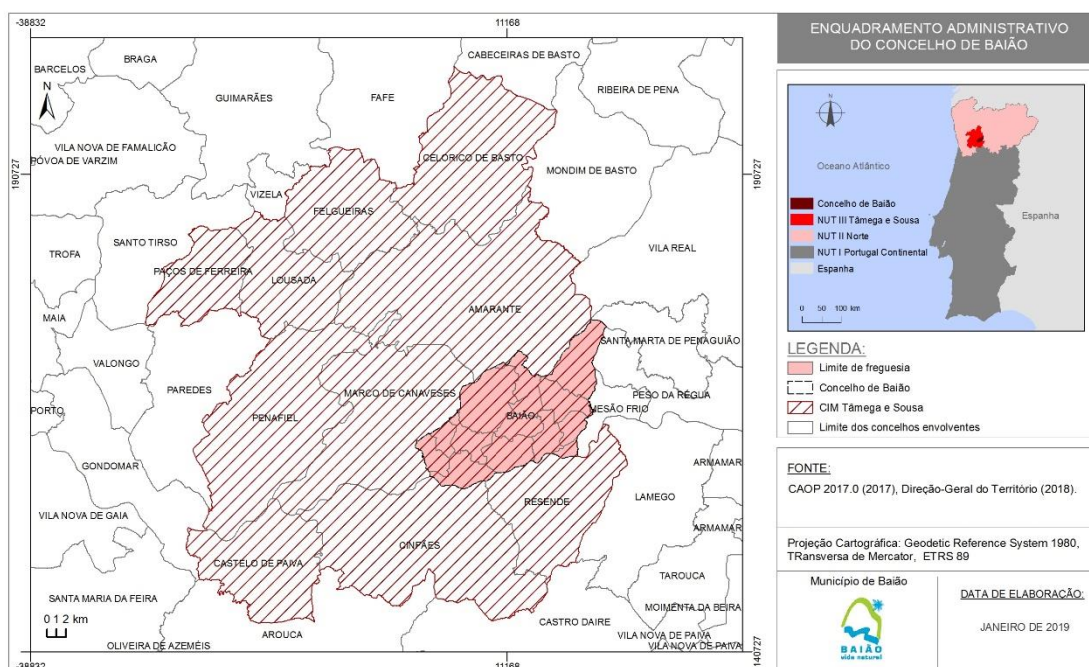 -38832
11168
BRAGA
BARCELOS
CABECEIRAS DE BASTO
N
GUIMARÃES
FAFE
RIBEIRA DE PENA
VILA NOVA DE FAMALICÃO
PÓVOA DE VARZIM
CELORICO DE BASTO
MONDIM DE BASTO
190727
190727
VIZELA
FELGUEIRAS
SANTO TIRSO
VILA REAL
TROFA
PAÇOS DE FERREIRA
LOUSADA
AMARANTE
MAIA
SANTA MARTA DE PENAGUIÃO
VALONGO
PAREDES
MARCO DE CANAVESES
PESO DA RÉGUA
PORTO
PENAFIEL
BAIÃO
MESÃO FRIO
GONDOMAR
ARMAMAR
RESENDE
LAMEGO
VILA NOVA DE GAIA
ARMAMAR
CINFÃES
CASTELO DE PAIVA
TAROUCA
SANTA MARIA DA FEIRA
MOIMENTA DA BEIRA
0 1 2 km
CASTRO DAIRE
AROUCA
VILA NOVA DE PAIVA
OLIVEIRA DE AZEMÉIS
VILA NOVA DE PAIVA
140727
-38832
11168
ENQUADRAMENTO ADMINISTRATIVO
DO CONCELHO DE BAIÃO
N
Oceano Atlântico
Espanha
Concelho de Baião
NUT III Tâmega e Sousa
NUT II Norte
NUT I Portugal Continental
Espanha
0 50 100 km
LEGENDA:
Limite de freguesia
Concelho de Baião
CIM Tâmega e Sousa
Limite dos concelhos envolventes
FONTE:
CAOP 2017.0 (2017), Direção-Geral do Território (2018).
Projeção Cartográfica: Geodetic Reference System 1980,
TRansversa de Mercator, ETRS 89
Município de Baião
BAIÃO
vida natural
DATA DE ELABORAÇÃO:
JANEIRO DE 2019